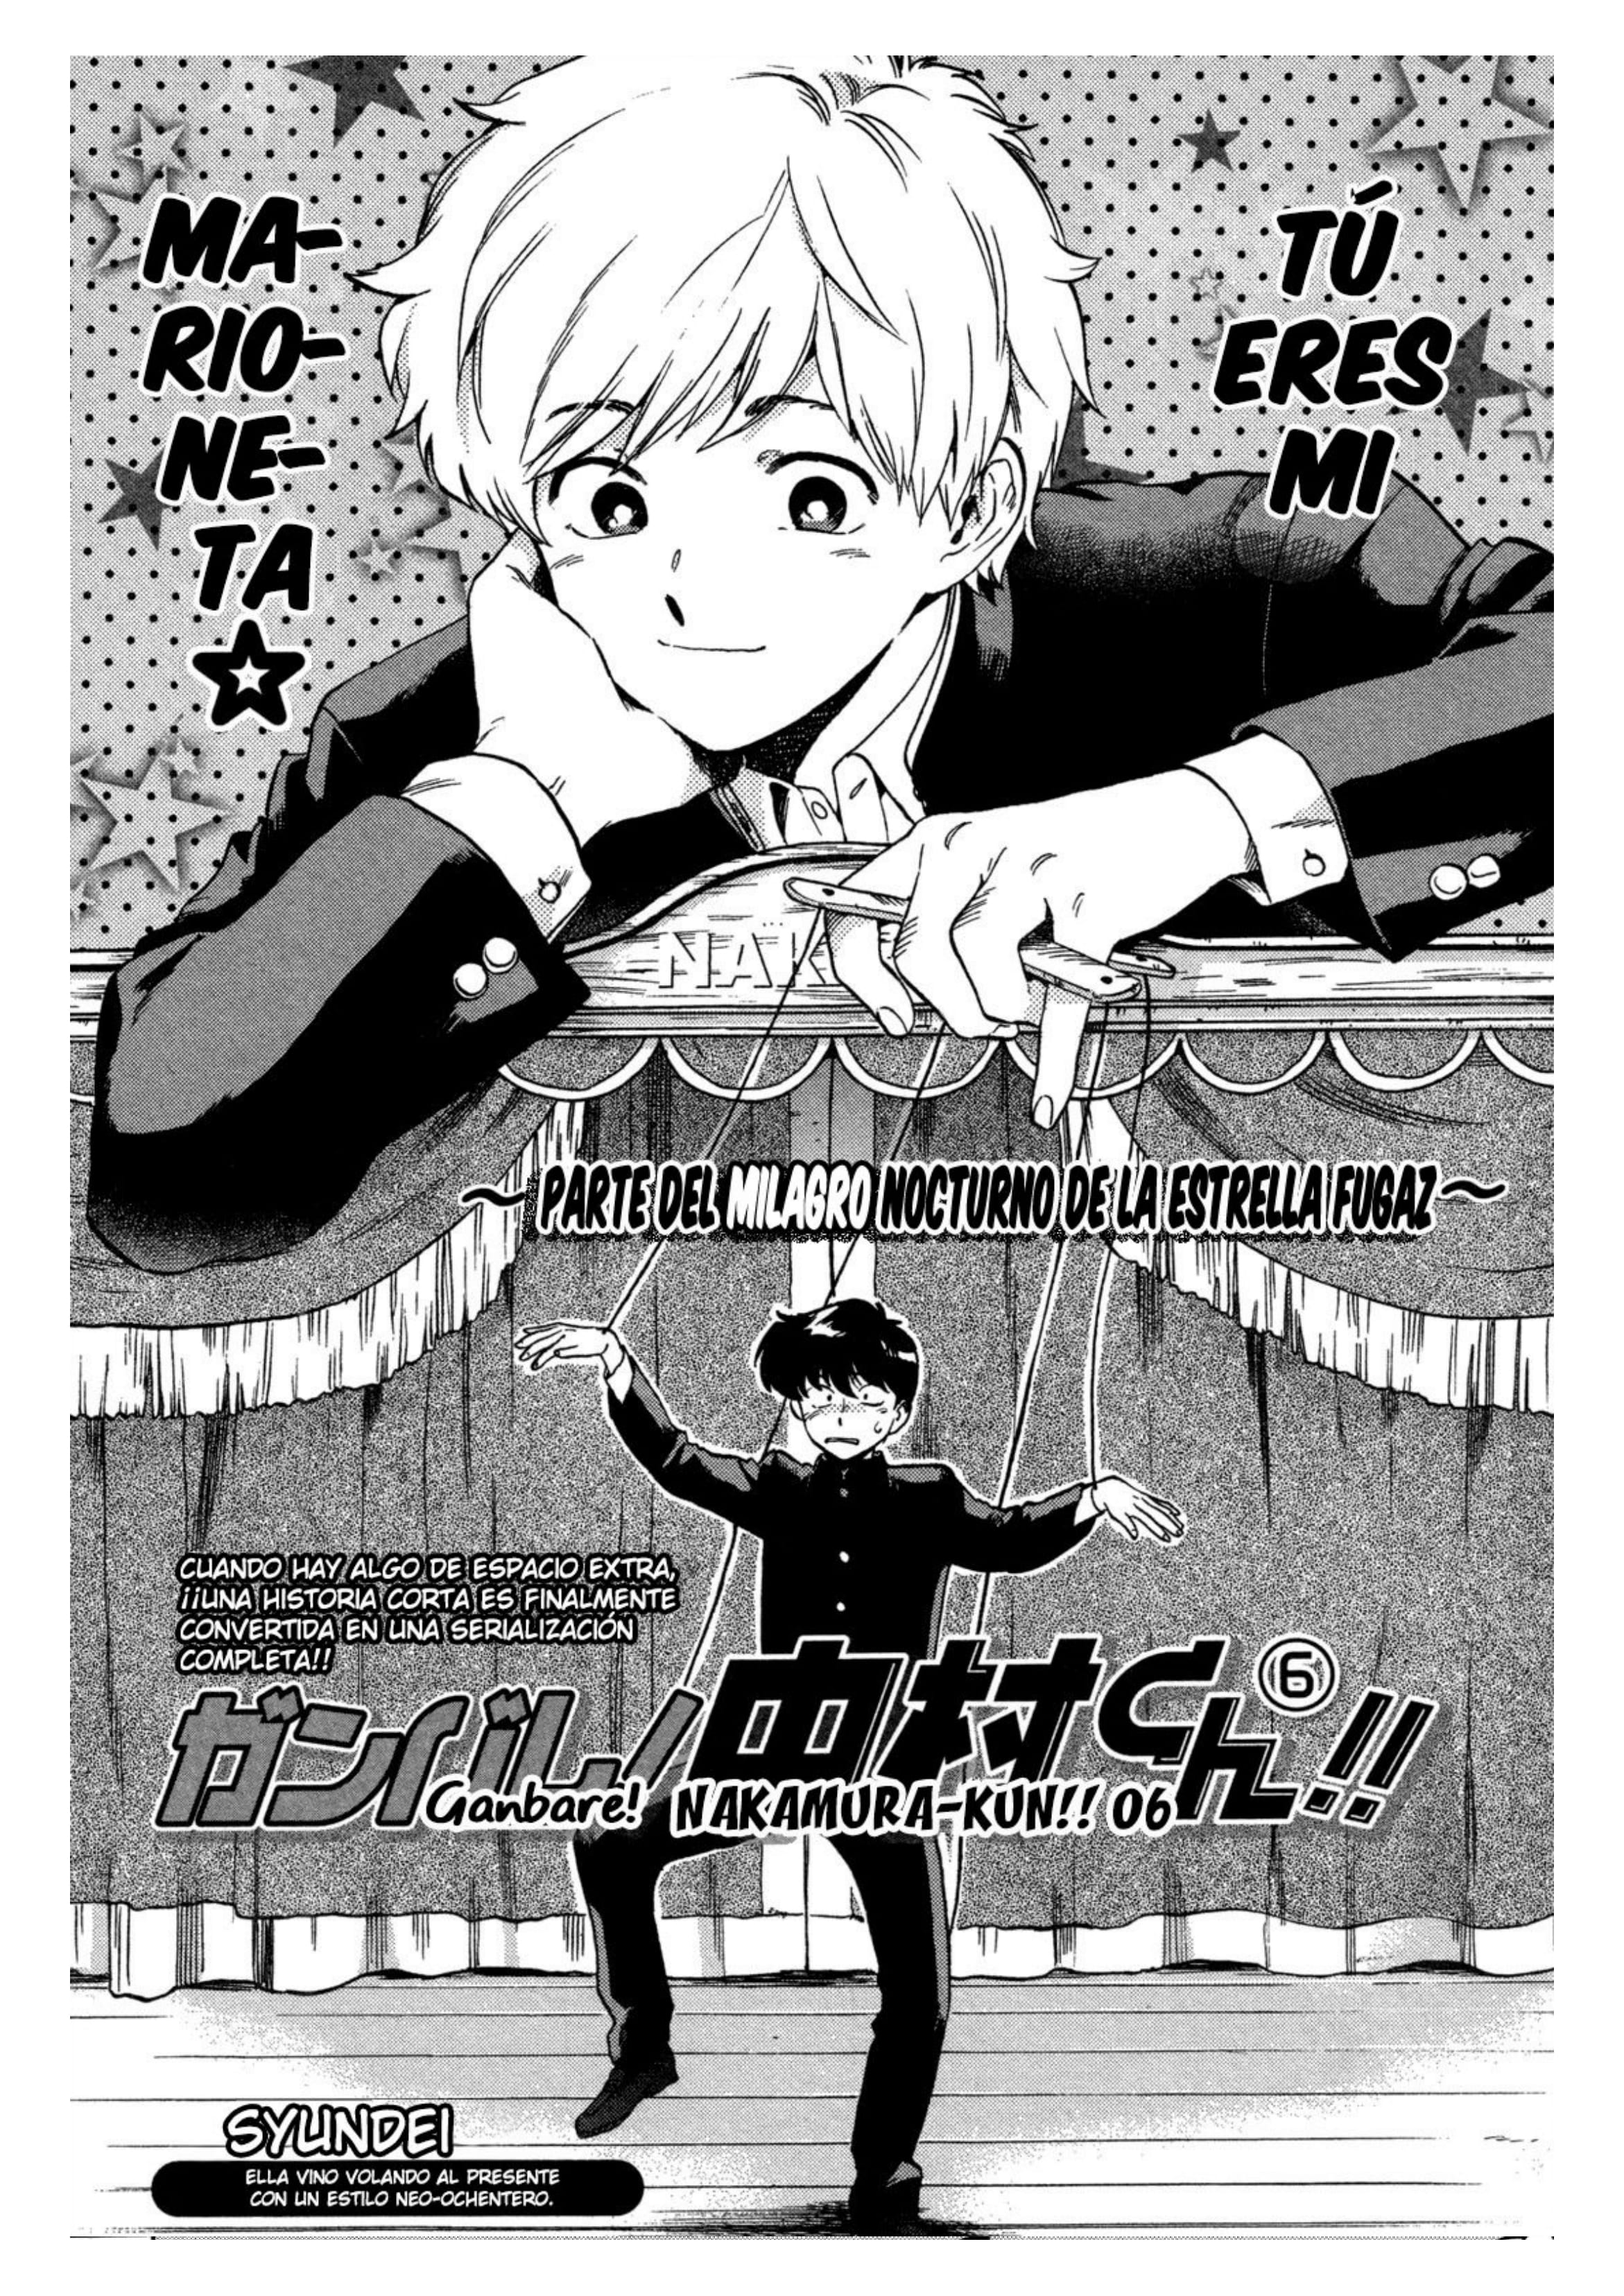 TÚ
ERES
MI
MA-
RIO-
NE-
TA
☆
NAK
~ PARTE DEL MILAGRO NOCTURNO DE LA ESTRELLA FUGAZ ~
CUANDO HAY ALGO DE ESPACIO EXTRA,
¡¡UNA HISTORIA CORTA ES FINALMENTE
CONVERTIDA EN UNA SERIALIZACIÓN
COMPLETA!!
ガンバレ!中村くん!!⑥
Ganbare! NAKAMURA-KUN!! 06
SYUNDEI
ELLA VINO VOLANDO AL PRESENTE
CON UN ESTILO NEO-OCHENTERO.